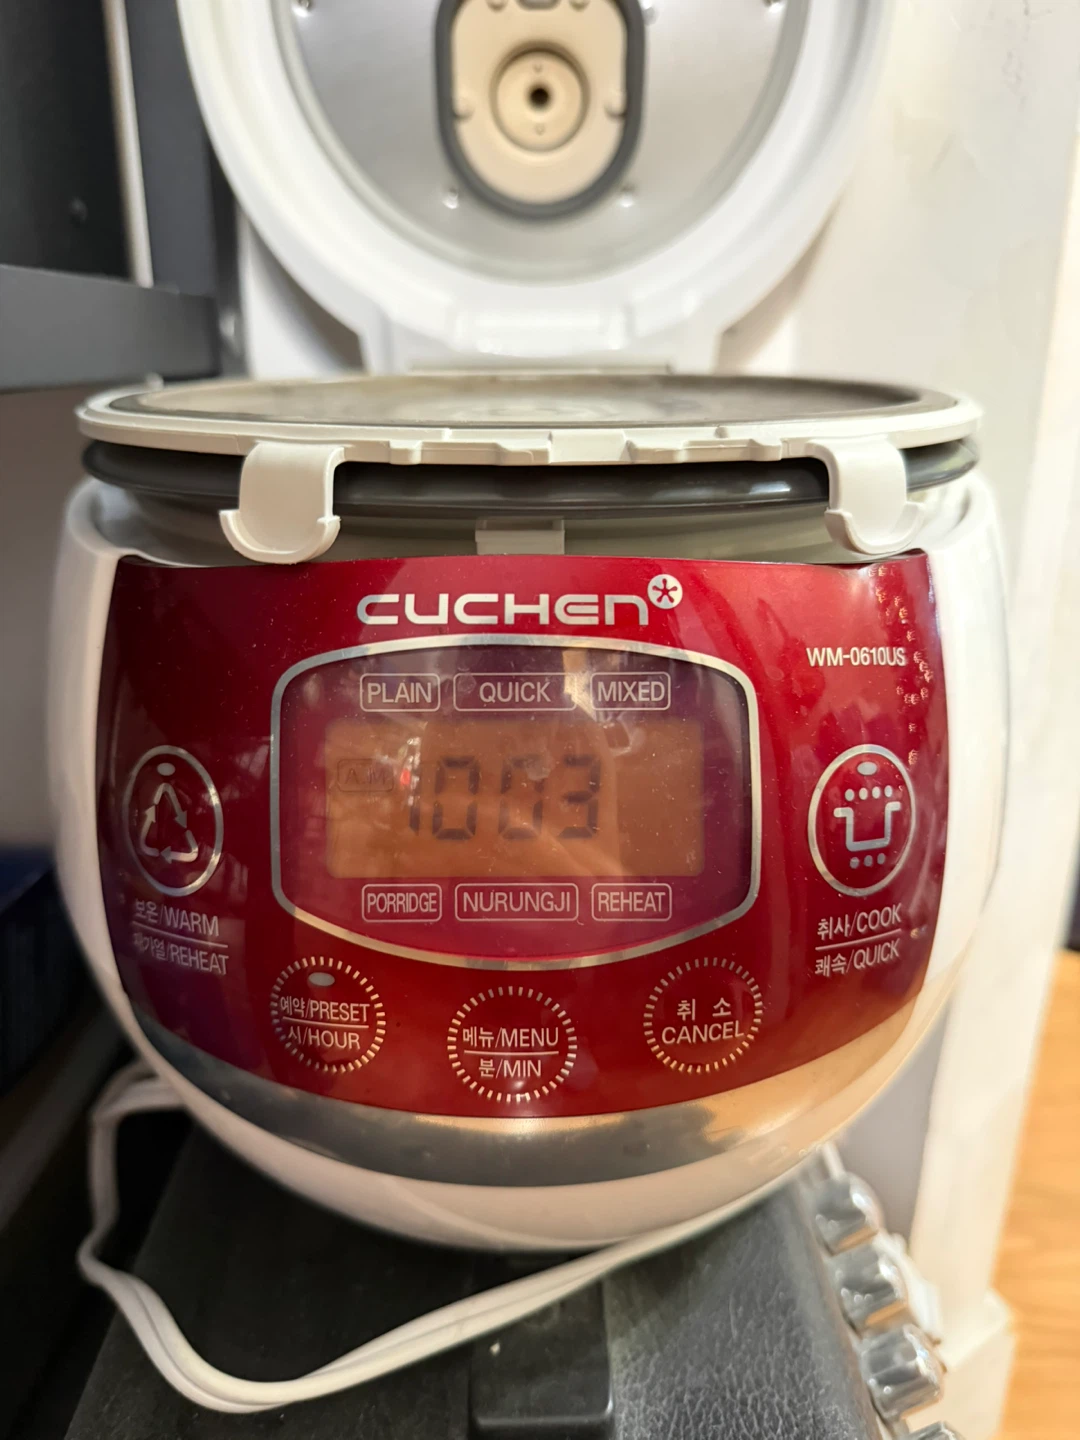 CUCHEN
WM-0610US
PLAIN QUICK MIXED
AM 1003
PORRIDGE NURUNGJI REHEAT
보온/WARM
재가열/REHEAT
취사/COOK
쾌속/QUICK
예약/PRESET
시/HOUR
메뉴/MENU
분/MIN
취 소
CANCEL